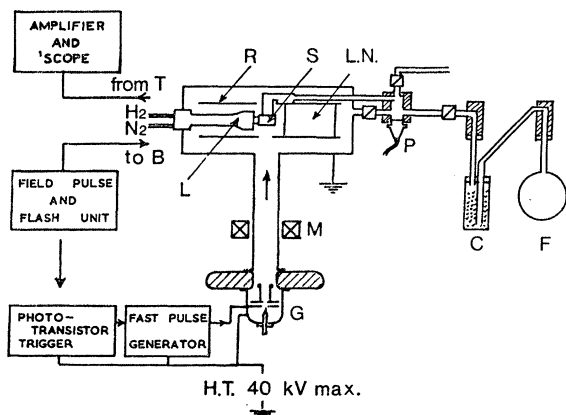 AMPLIFIER
AND
'SCOPE
from T
H2
N2
to B
FIELD PULSE
AND
FLASH UNIT
PHOTO-
TRANSISTOR
TRIGGER
FAST PULSE
GENERATOR
R
S
L.N.
L
P
C
F
M
G
H.T. 40 kV max.